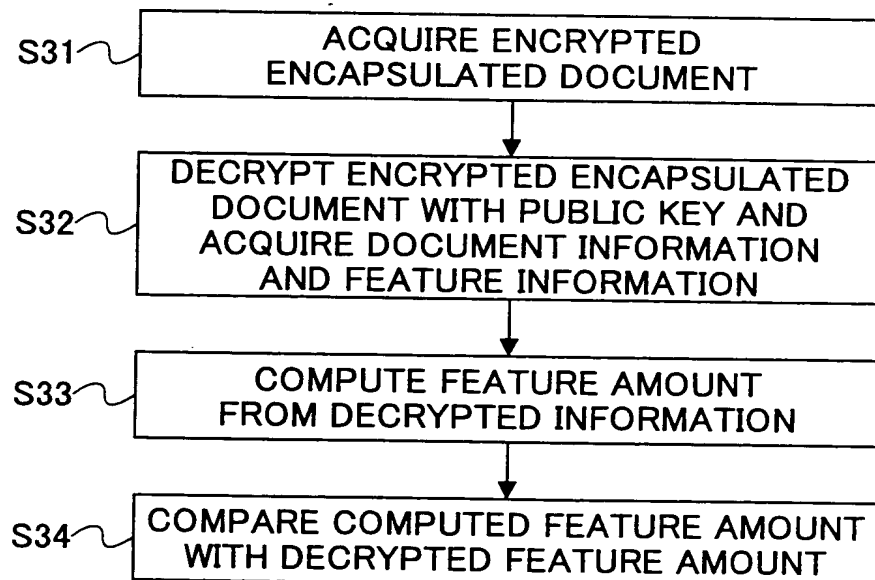 S31
ACQUIRE ENCRYPTED
ENCAPSULATED DOCUMENT
S32
DECRYPT ENCRYPTED ENCAPSULATED
DOCUMENT WITH PUBLIC KEY AND
ACQUIRE DOCUMENT INFORMATION
AND FEATURE INFORMATION
S33
COMPUTE FEATURE AMOUNT
FROM DECRYPTED INFORMATION
S34
COMPARE COMPUTED FEATURE AMOUNT
WITH DECRYPTED FEATURE AMOUNT